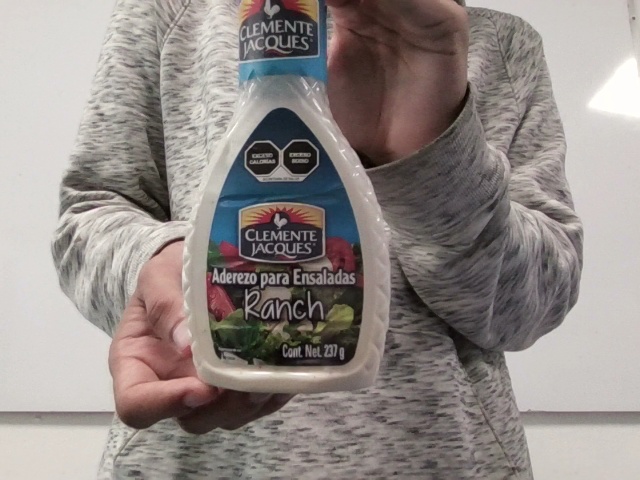 CLEMENTE
JACQUES
EXCESO CALORÍAS
EXCESO SODIO
CLEMENTE
JACQUES
Aderezo para Ensaladas
Ranch
Cont. Net. 237 g